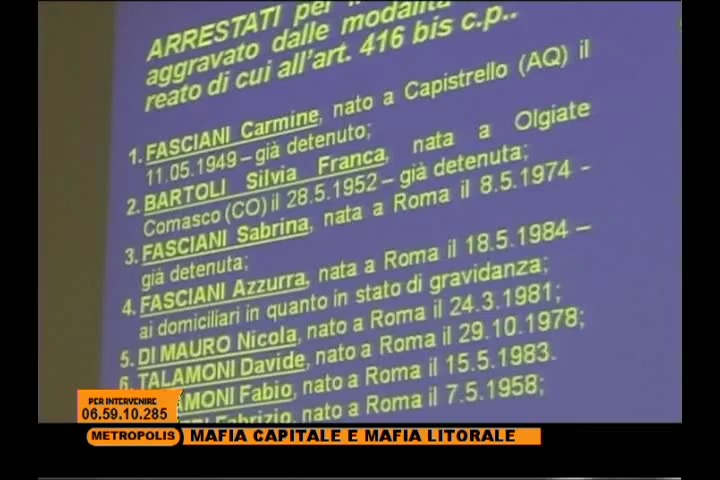 ARRESTATI per
aggravato dalle modalità
reato di cui all'art. 416 bis c.p..
1. FASCIANI Carmine, nato a Capistrello (AQ) il
11.05.1949 – già detenuto;
2. BARTOLI Silvia Franca, nata a Olgiate
Comasco (CO) il 28.5.1952 – già detenuta;
3. FASCIANI Sabrina, nata a Roma il 8.5.1974 -
già detenuta;
4. FASCIANI Azzurra, nata a Roma il 18.5.1984 –
ai domiciliari in quanto in stato di gravidanza;
5. DI MAURO Nicola, nato a Roma il 24.3.1981;
6. TALAMONI Davide, nato a Roma il 29.10.1978;
AMONI Fabio, nato a Roma il 15.5.1983.
Fabrizio, nato a Roma il 7.5.1958;
PER INTERVENIRE
06.59.10.285
METROPOLIS
MAFIA CAPITALE E MAFIA LITORALE